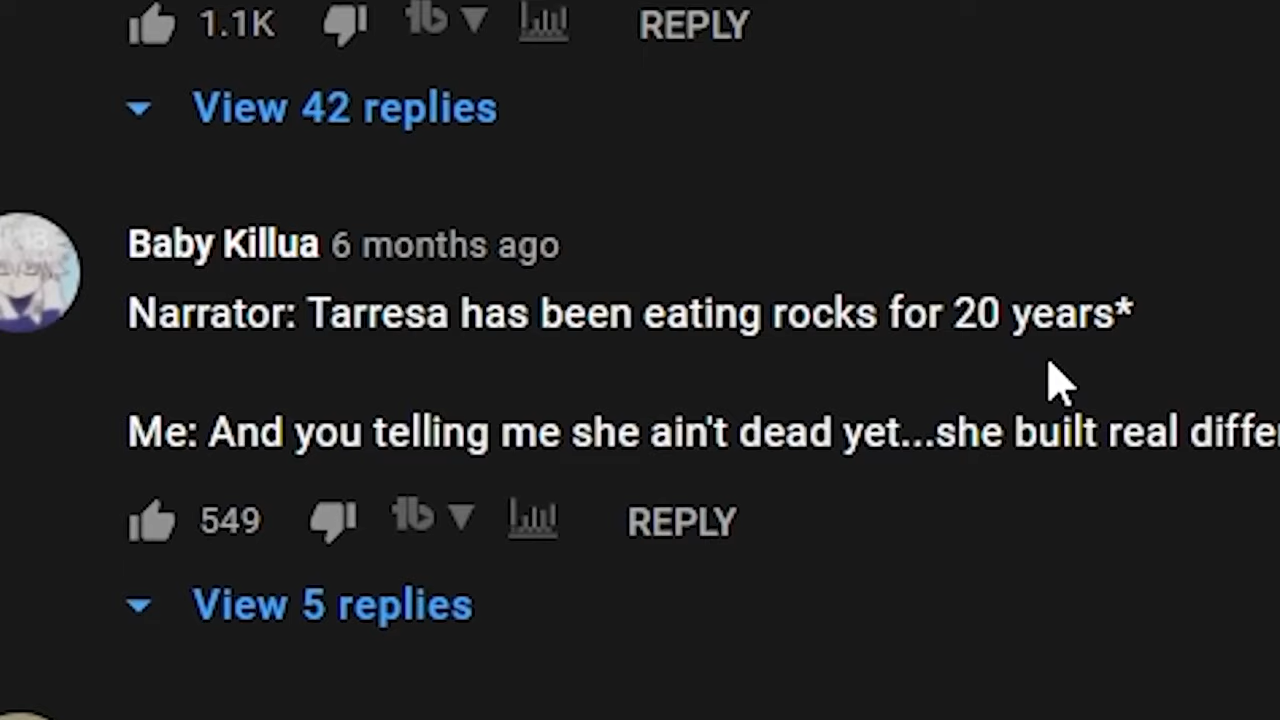 1.1K REPLY
View 42 replies
Baby Killua 6 months ago
Narrator: Tarresa has been eating rocks for 20 years*
Me: And you telling me she ain't dead yet...she built real differ
549 REPLY
View 5 replies